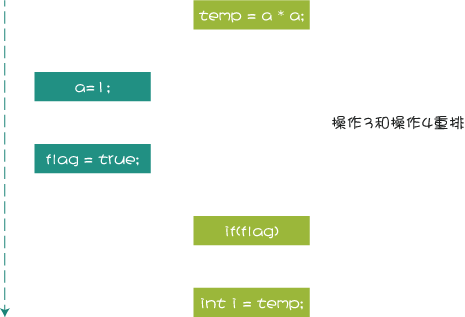 temp = a * a;
a=1;
操作3和操作4重排
flag = true;
if(flag)
int i = temp;